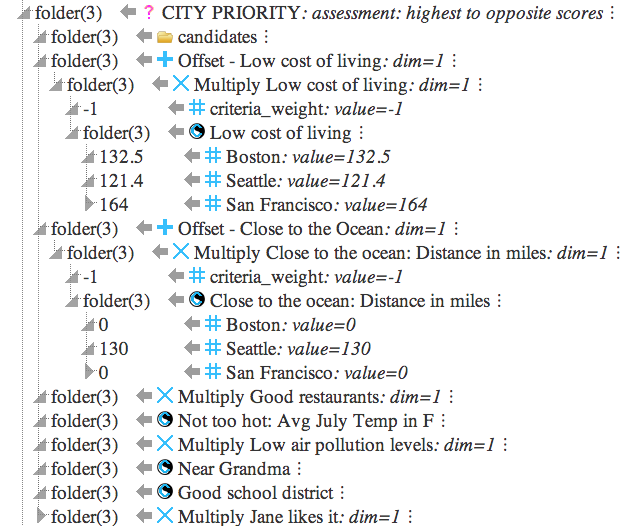 folder(3) ? CITY PRIORITY: assessment: highest to opposite scores
folder(3) candidates
folder(3) Offset - Low cost of living: dim=1
folder(3) Multiply Low cost of living: dim=1
-1 criteria_weight: value=-1
folder(3) Low cost of living
132.5 Boston: value=132.5
121.4 Seattle: value=121.4
164 San Francisco: value=164
folder(3) Offset - Close to the Ocean: dim=1
folder(3) Multiply Close to the ocean: Distance in miles: dim=1
-1 criteria_weight: value=-1
folder(3) Close to the ocean: Distance in miles
0 Boston: value=0
130 Seattle: value=130
0 San Francisco: value=0
folder(3) Multiply Good restaurants: dim=1
folder(3) Not too hot: Avg July Temp in F
folder(3) Multiply Low air pollution levels: dim=1
folder(3) Near Grandma
folder(3) Good school district
folder(3) Multiply Jane likes it: dim=1